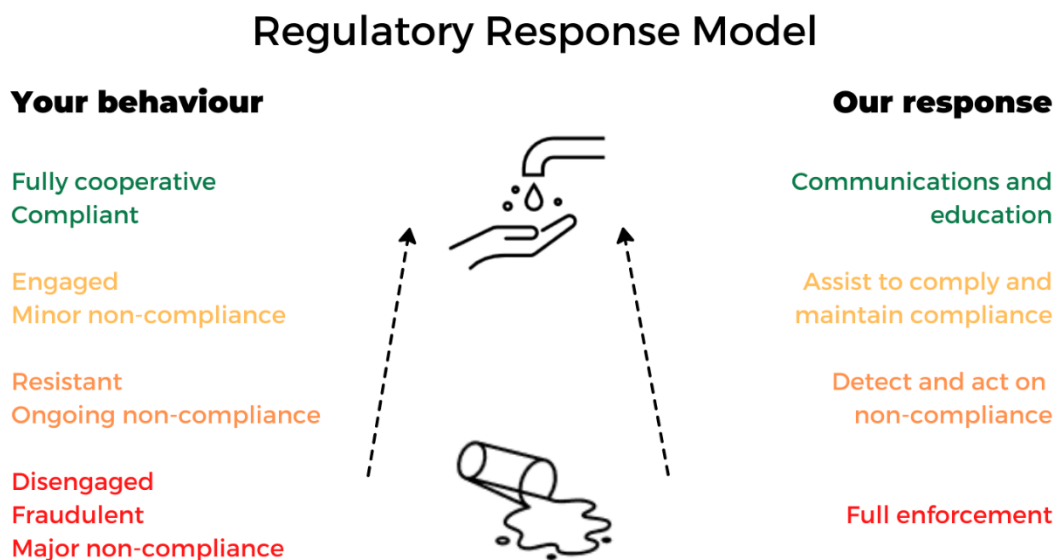 Regulatory Response Model
Your behaviour
Our response
Fully cooperative
Compliant
Communications and
education
Engaged
Minor non-compliance
Assist to comply and
maintain compliance
Resistant
Ongoing non-compliance
Detect and act on
non-compliance
Disengaged
Fraudulent
Major non-compliance
Full enforcement